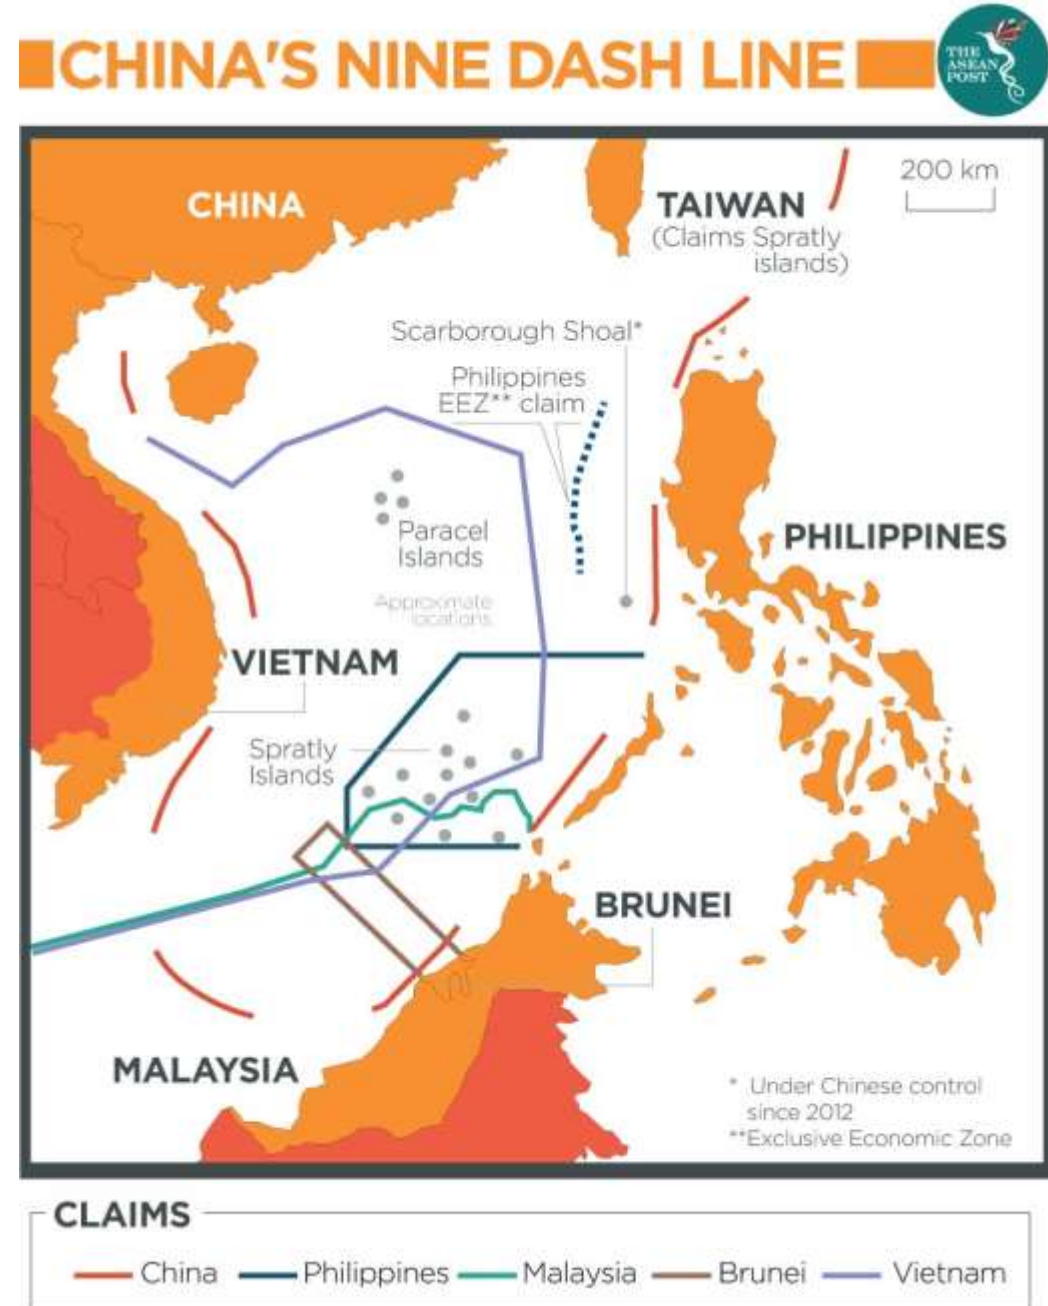 CHINA'S NINE DASH LINE
THE
ASEAN
POST
CHINA
TAIWAN
(Claims Spratly
islands)
200 km
Scarborough Shoal*
Philippines
EEZ** claim
Paracel
Islands
Approximate
locations
PHILIPPINES
VIETNAM
Spratly
Islands
BRUNEI
MALAYSIA
* Under Chinese control
since 2012
**Exclusive Economic Zone
CLAIMS
China Philippines Malaysia Brunei Vietnam